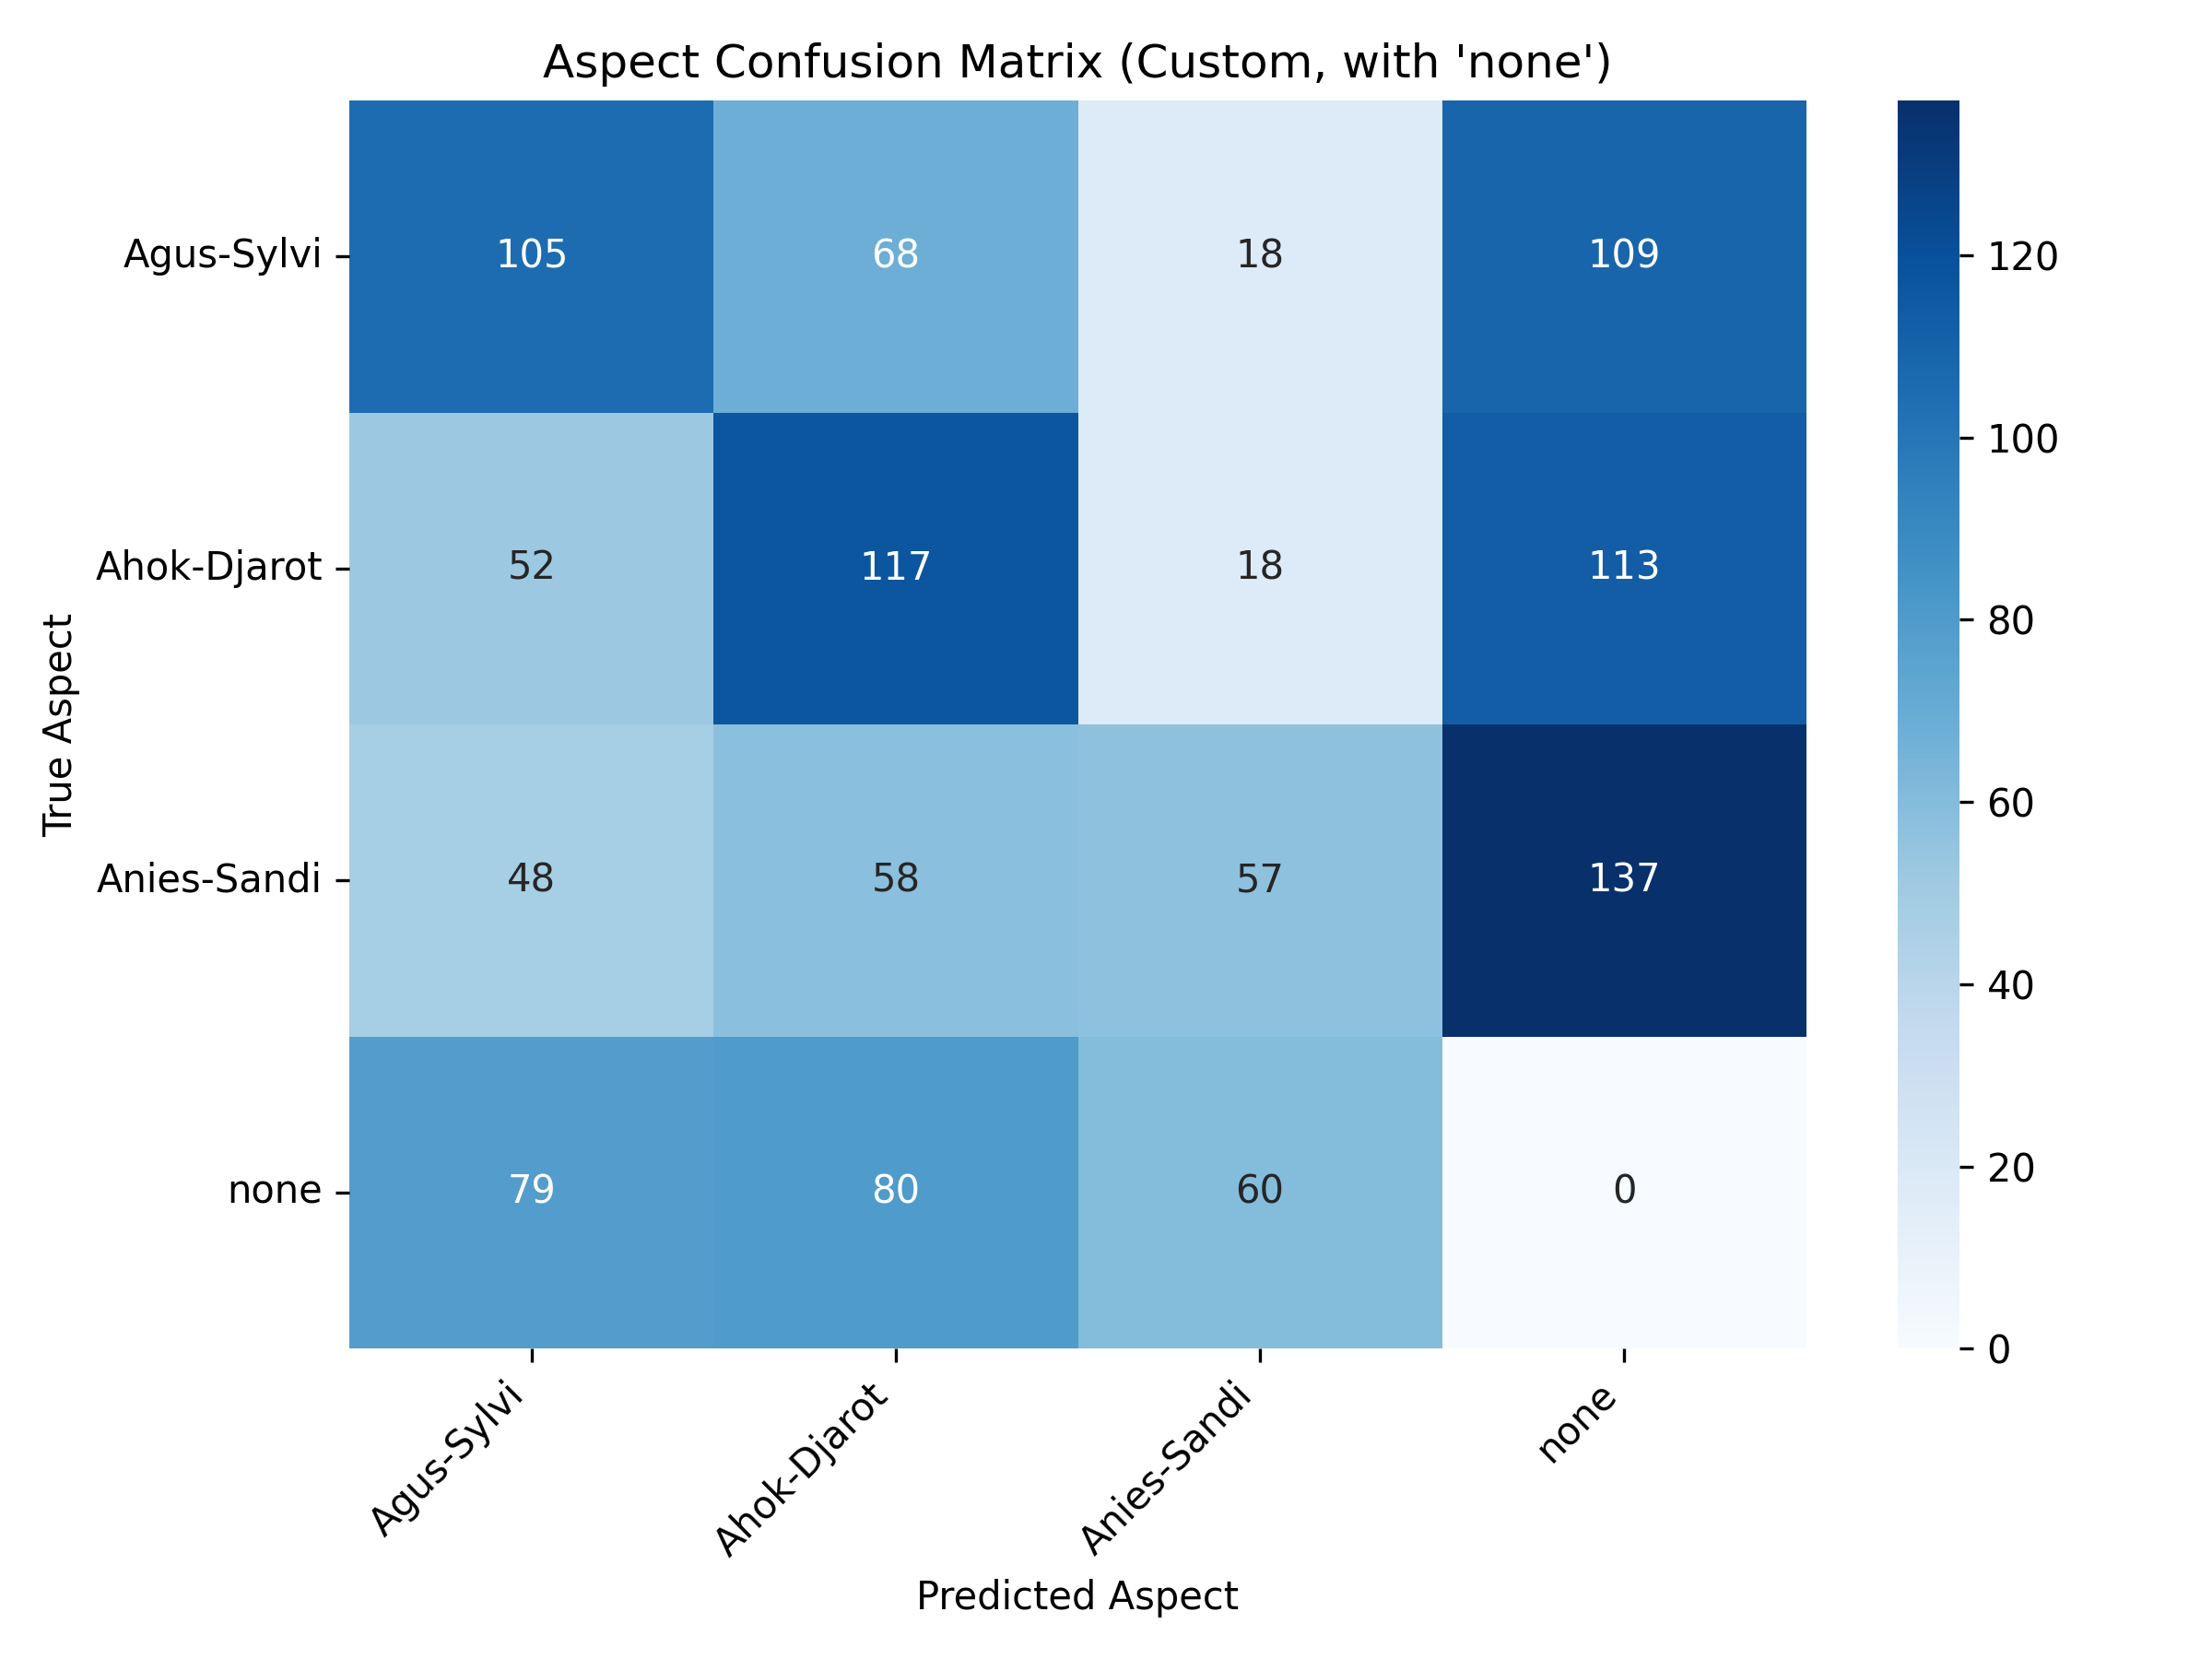 Aspect Confusion Matrix (Custom, with 'none')
True Aspect
Agus-Sylvi 105 68 18 109
Ahok-Djarot 52 117 18 113
Anies-Sandi 48 58 57 137
none 79 80 60 0
Agus-Sylvi Ahok-Djarot Anies-Sandi none
Predicted Aspect
120
100
80
60
40
20
0